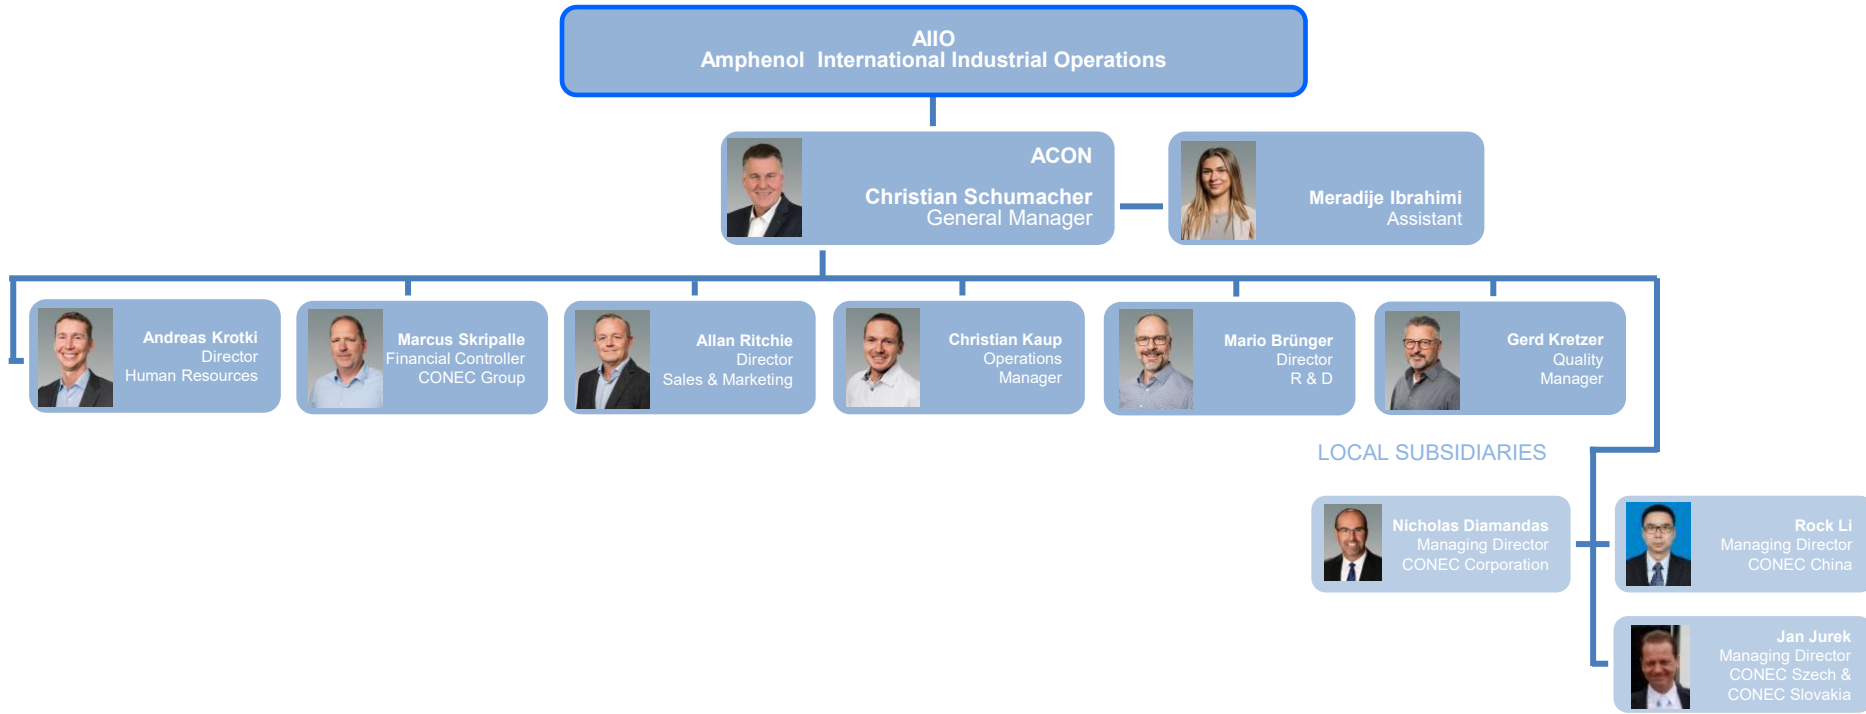 AIIO
Amphenol  International Industrial Operations
ACON
Christian Schumacher
General Manager
Meradije Ibrahimi
Assistant
Andreas Krotki
Director
Human Resources
Marcus Skripalle
Financial Controller
CONEC Group
Allan Ritchie
Director
Sales & Marketing
Christian Kaup
Operations
Manager
Mario Brünger
Director
R & D
Gerd Kretzer
Quality
Manager
LOCAL SUBSIDIARIES
Nicholas Diamandas
Managing Director
CONEC Corporation
Rock Li
Managing Director
CONEC China
Jan Jurek
Managing Director
CONEC Szech &
CONEC Slovakia